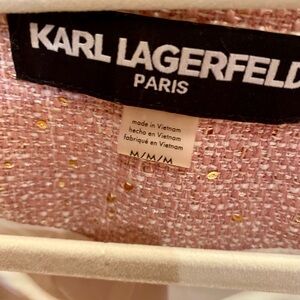 KARL LAGERFELD
PARIS
made in Vietnam
hecho en Vietnam
fabriqué en Vietnam
M/M/M